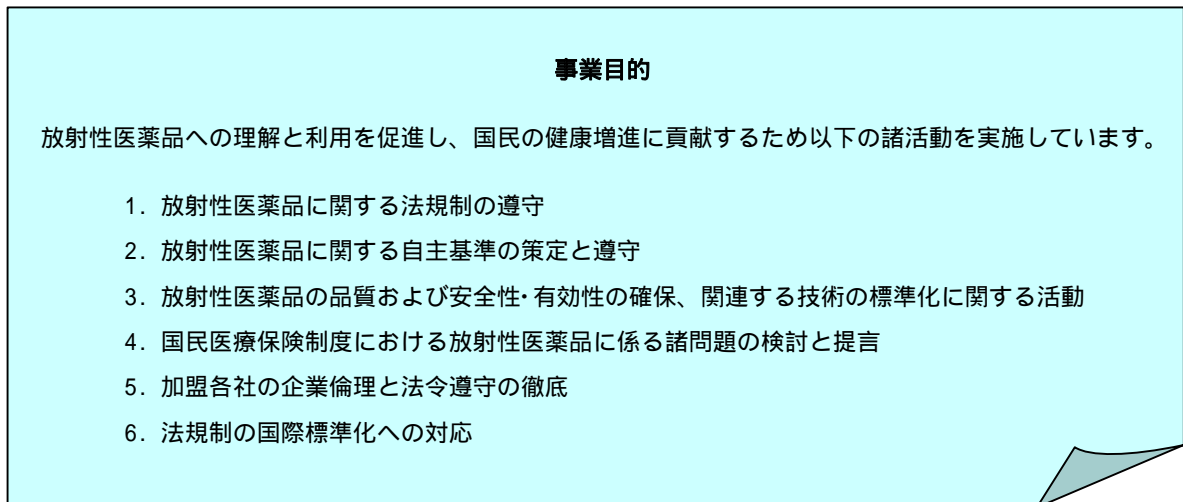 事業目的
放射性医薬品への理解と利用を促進し、国民の健康増進に貢献するため以下の諸活動を実施しています。
1. 放射性医薬品に関する法規制の遵守
2. 放射性医薬品に関する自主基準の策定と遵守
3. 放射性医薬品の品質および安全性・有効性の確保、関連する技術の標準化に関する活動
4. 国民医療保険制度における放射性医薬品に係る諸問題の検討と提言
5. 加盟各社の企業倫理と法令遵守の徹底
6. 法規制の国際標準化への対応